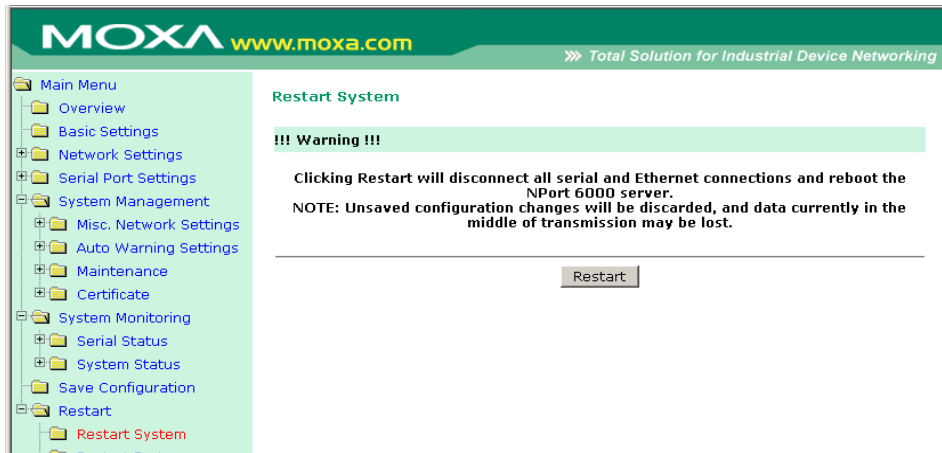 MOXA www.moxa.com
Total Solution for Industrial Device Networking
Main Menu
Overview
Basic Settings
Network Settings
Serial Port Settings
System Management
Misc. Network Settings
Auto Warning Settings
Maintenance
Certificate
System Monitoring
Serial Status
System Status
Save Configuration
Restart
Restart System
Restart System
!!! Warning !!!
Clicking Restart will disconnect all serial and Ethernet connections and reboot the
NPort 6000 server.
NOTE: Unsaved configuration changes will be discarded, and data currently in the
middle of transmission may be lost.
Restart